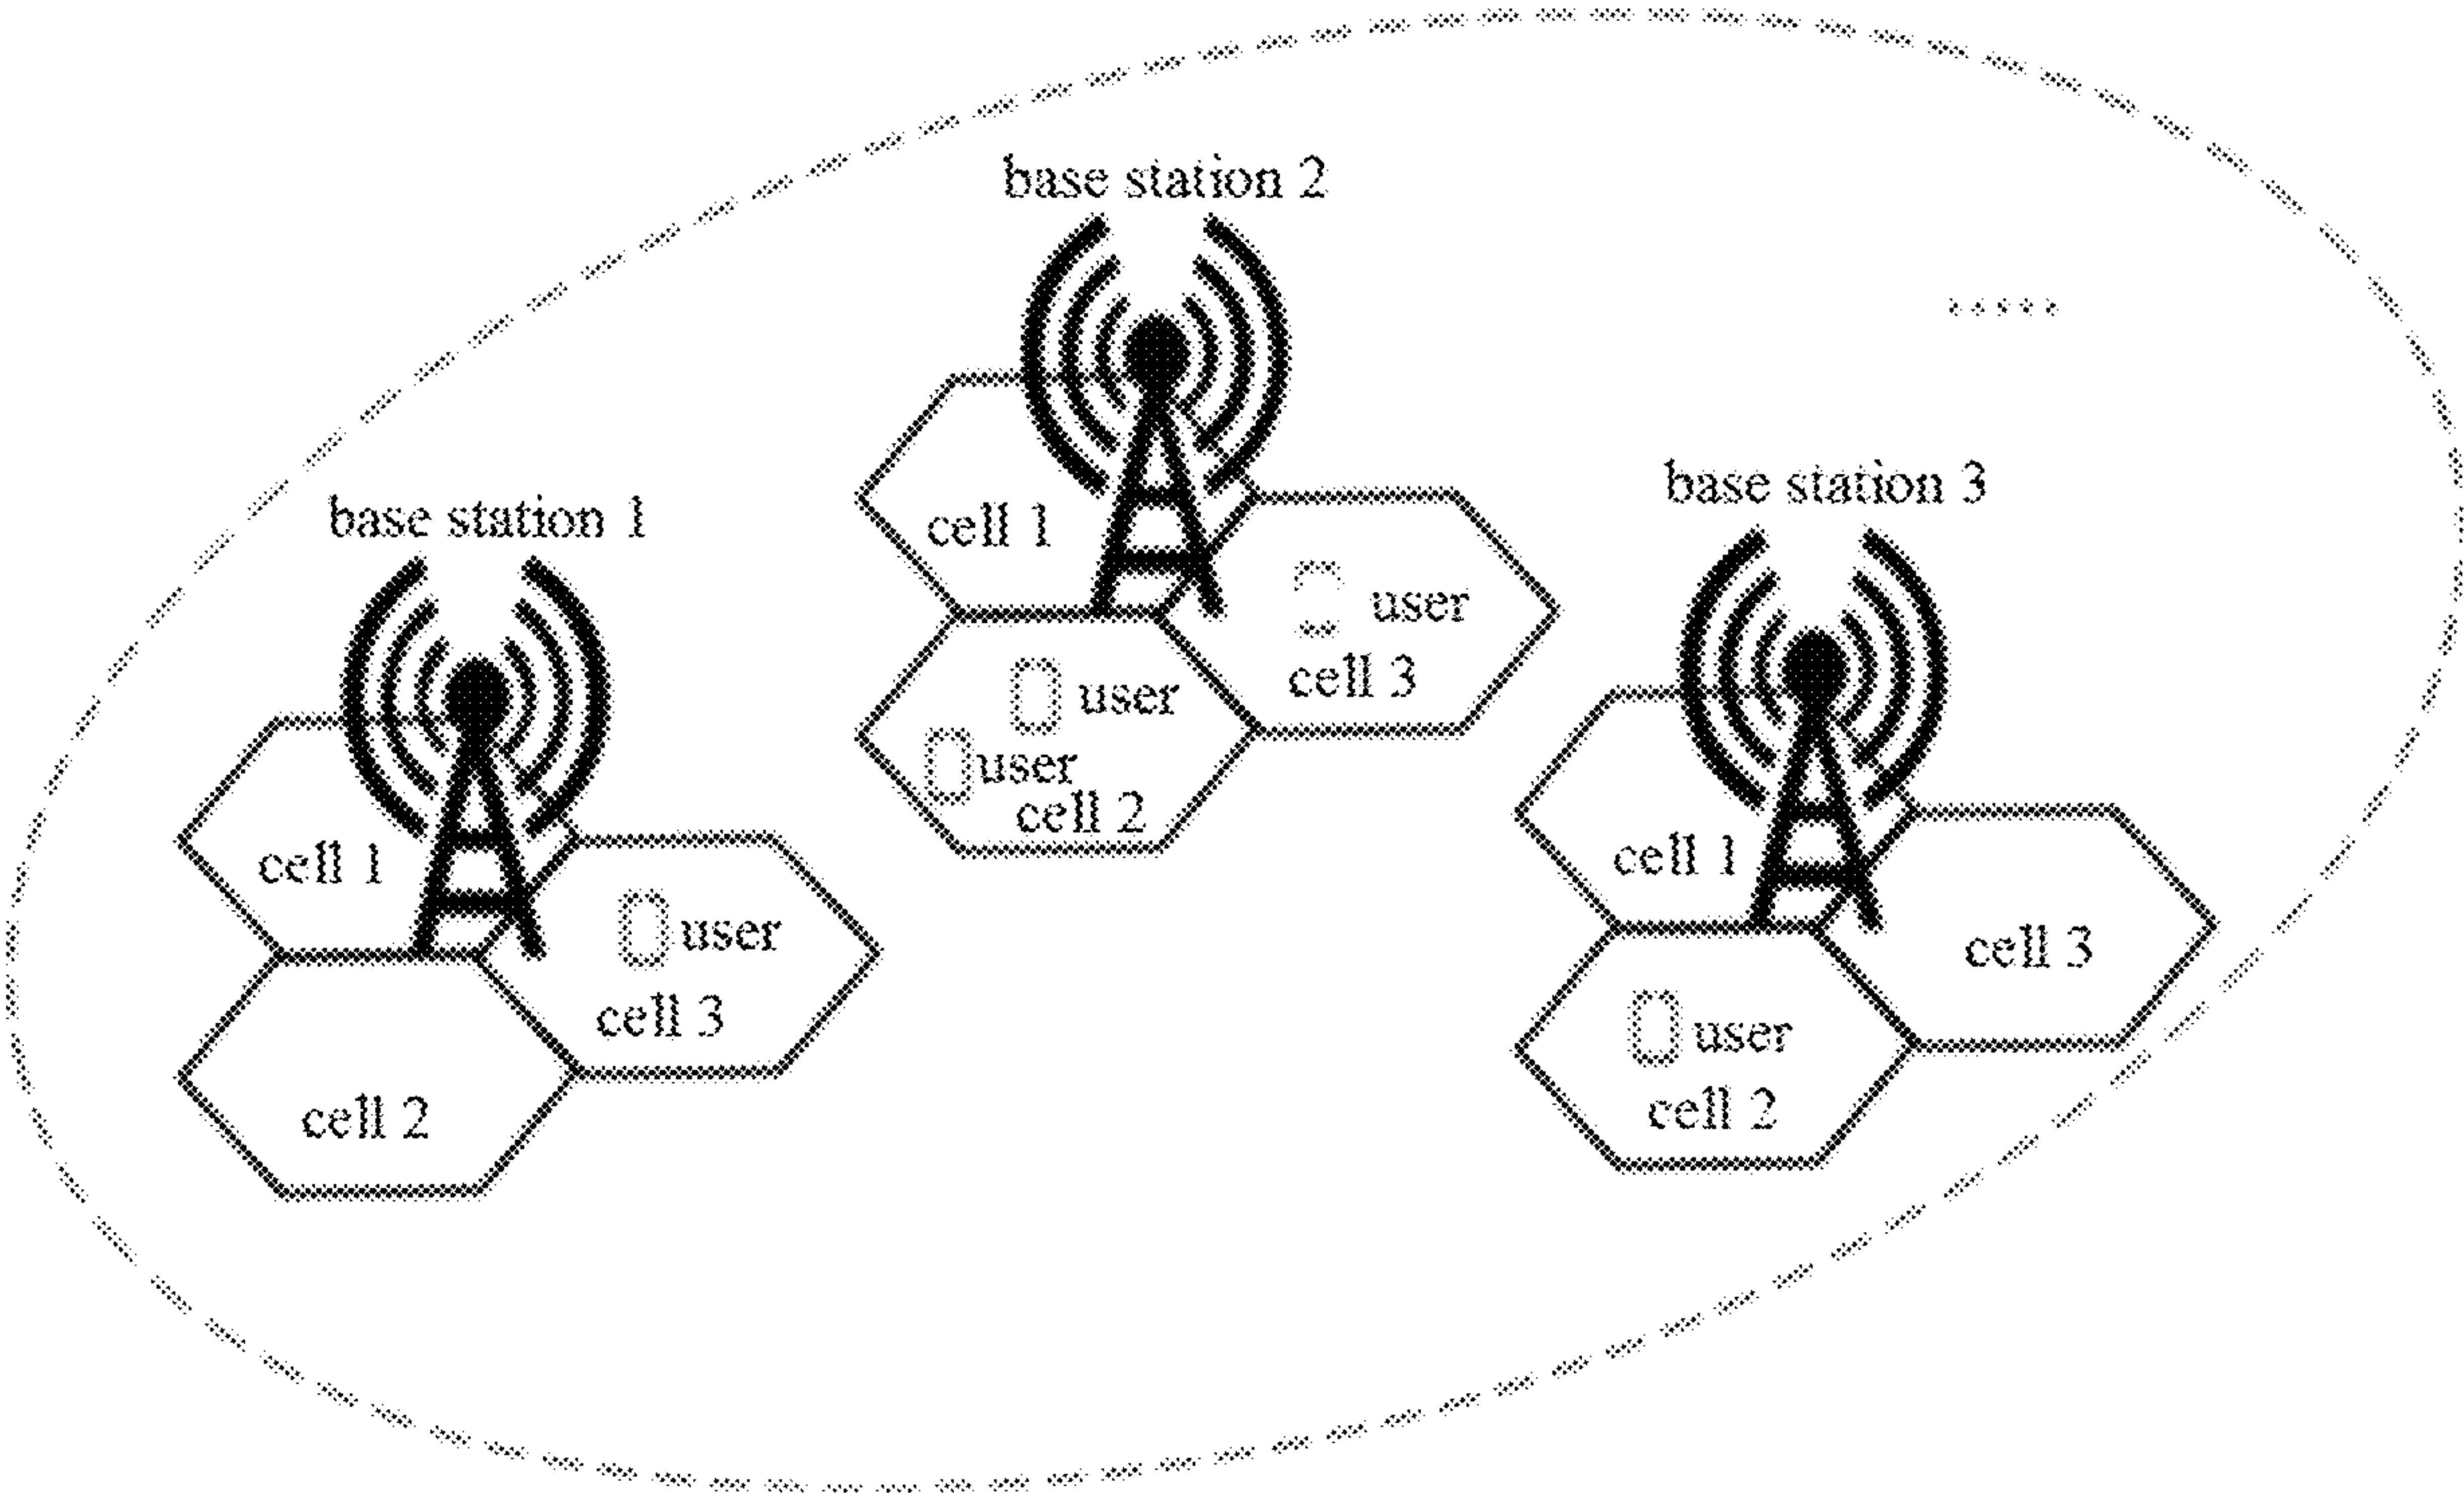 base station 2
.....
cell 1
user
cell 3
user
user
cell 2
base station 1
cell 1
user
cell 3
cell 2
base station 3
cell 1
cell 3
user
cell 2